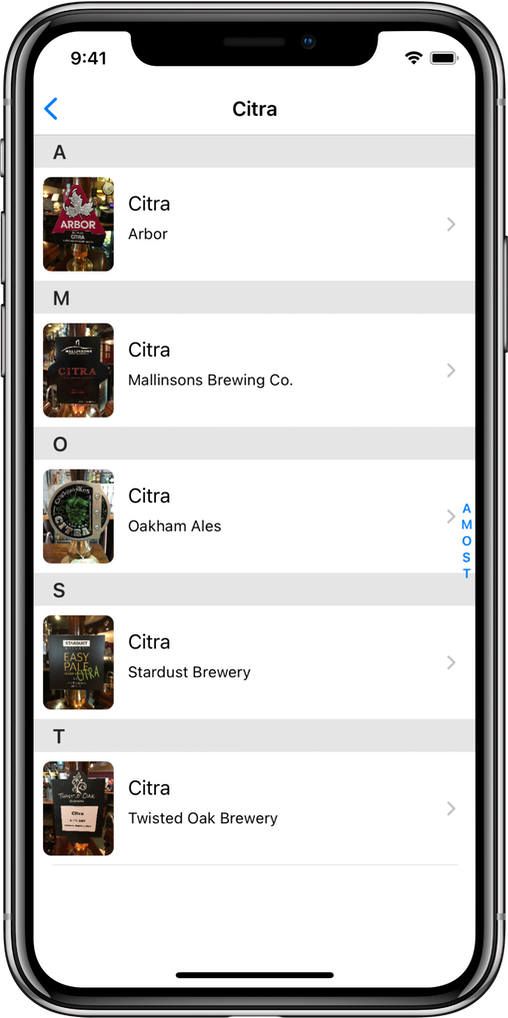 9:41
Citra
A
ARBOR
CITRA
Citra
Arbor
M
MALLINSONS
CITRA
Citra
Mallinsons Brewing Co.
O
CITRA
Citra
Oakham Ales
A
M
O
S
T
S
STARDUST
EASY
PALE
CITRA
Citra
Stardust Brewery
T
TWISTED OAK
Citra
Citra
Twisted Oak Brewery